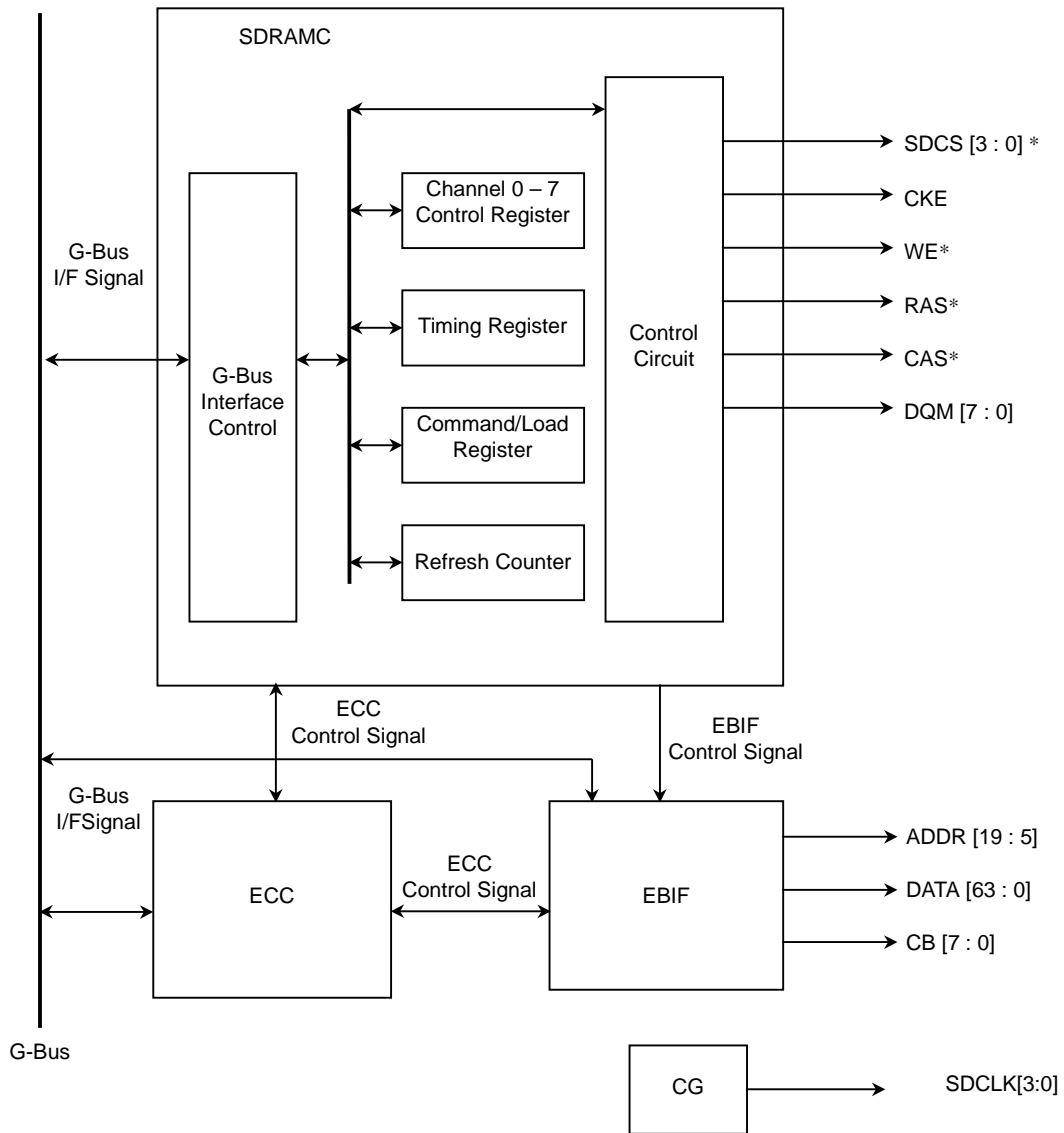 SDRAMC
Channel 0 – 7
Control Register
Timing Register
Command/Load
Register
Refresh Counter
G-Bus
I/F Signal
G-Bus
Interface
Control
Control
Circuit
SDCS [3 : 0] *
CKE
WE*
RAS*
CAS*
DQM [7 : 0]
ECC
Control Signal
EBIF
Control Signal
G-Bus
I/FSignal
ECC
ECC
Control Signal
EBIF
ADDR [19 : 5]
DATA [63 : 0]
CB [7 : 0]
G-Bus
CG
SDCLK[3:0]